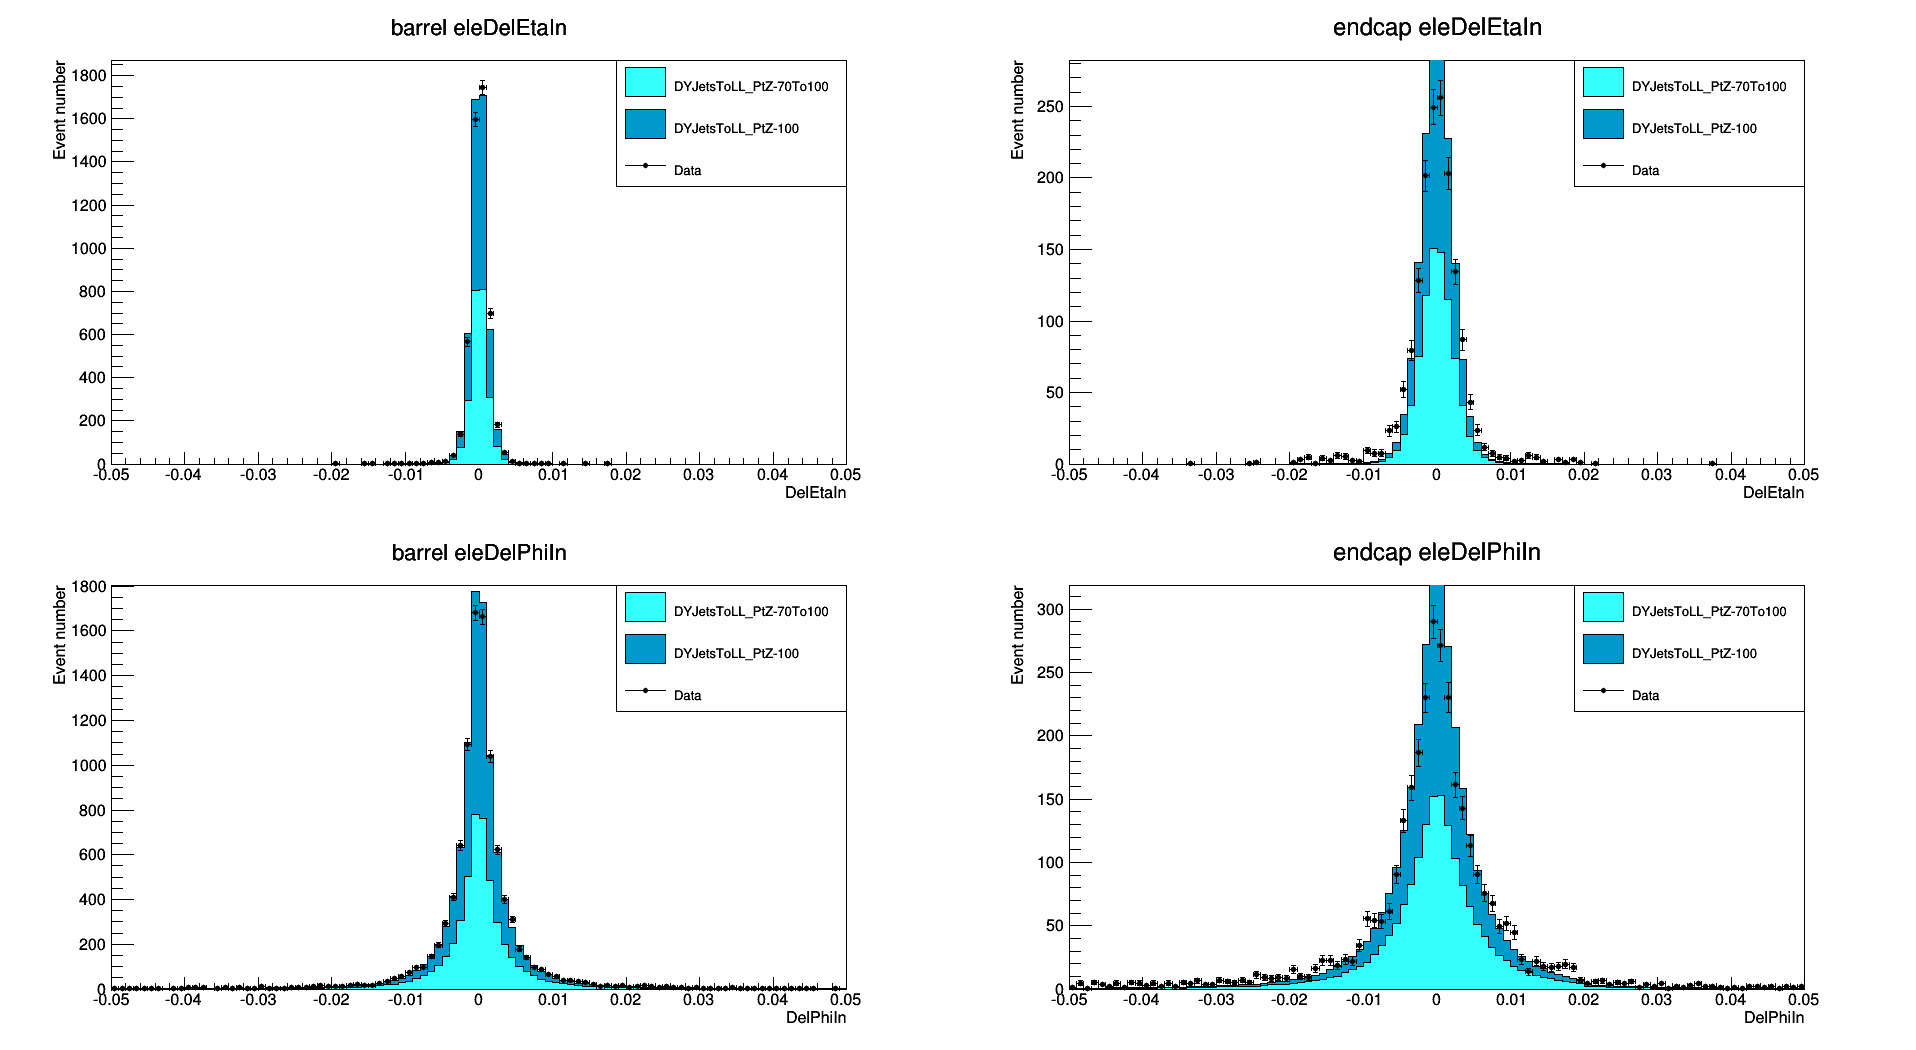 barrel eleDelEtaIn
Event number
1800
1600
1400
1200
1000
800
600
400
200
0
-0.05 -0.04 -0.03 -0.02 -0.01 0 0.01 0.02 0.03 0.04 0.05
DelEtaIn
DYJetsToLL_PtZ-70To100
DYJetsToLL_PtZ-100
Data
endcap eleDelEtaIn
Event number
250
200
150
100
50
0
-0.05 -0.04 -0.03 -0.02 -0.01 0 0.01 0.02 0.03 0.04 0.05
DelEtaIn
DYJetsToLL_PtZ-70To100
DYJetsToLL_PtZ-100
Data
barrel eleDelPhiIn
Event number
1800
1600
1400
1200
1000
800
600
400
200
0
-0.05 -0.04 -0.03 -0.02 -0.01 0 0.01 0.02 0.03 0.04 0.05
DelPhiIn
DYJetsToLL_PtZ-70To100
DYJetsToLL_PtZ-100
Data
endcap eleDelPhiIn
Event number
300
250
200
150
100
50
0
-0.05 -0.04 -0.03 -0.02 -0.01 0 0.01 0.02 0.03 0.04 0.05
DelPhiIn
DYJetsToLL_PtZ-70To100
DYJetsToLL_PtZ-100
Data